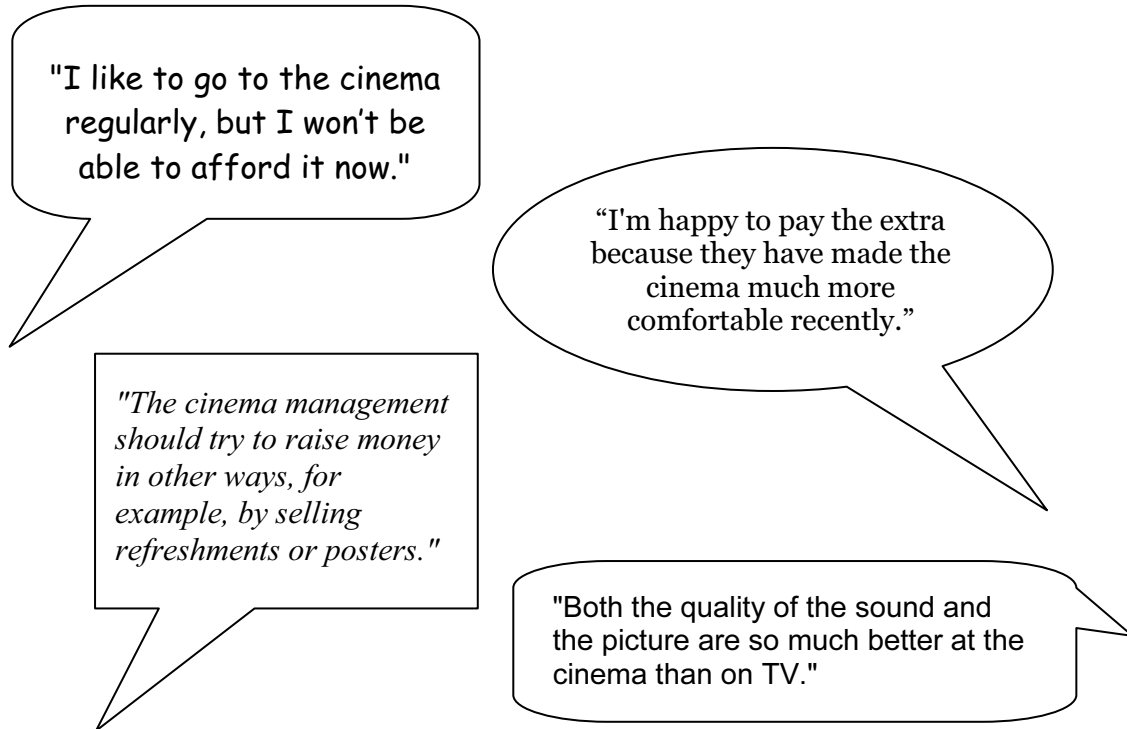 "I like to go to the cinema
regularly, but I won't be
able to afford it now."
“I'm happy to pay the extra
because they have made the
cinema much more
comfortable recently.”
"The cinema management
should try to raise money
in other ways, for
example, by selling
refreshments or posters."
"Both the quality of the sound and
the picture are so much better at the
cinema than on TV."